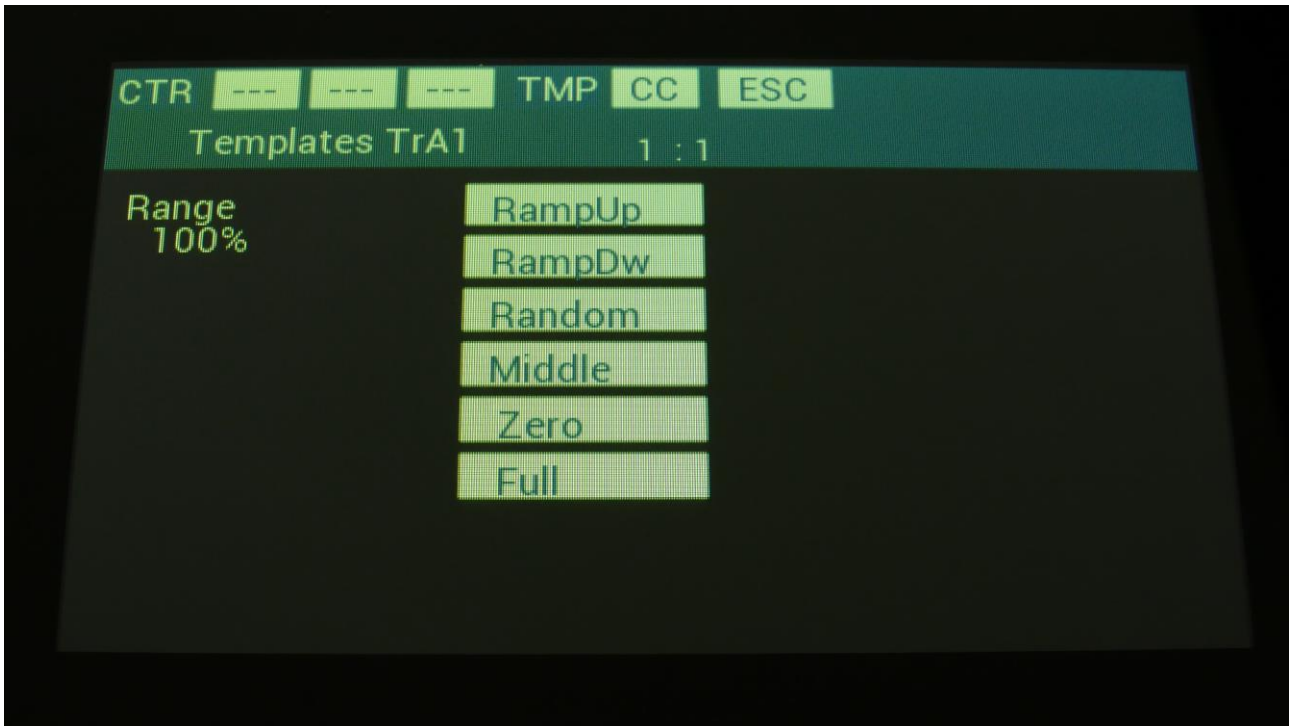 CTR --- --- --- TMP CC ESC
Templates TrA1 1 : 1
Range
100%
RampUp
RampDw
Random
Middle
Zero
Full